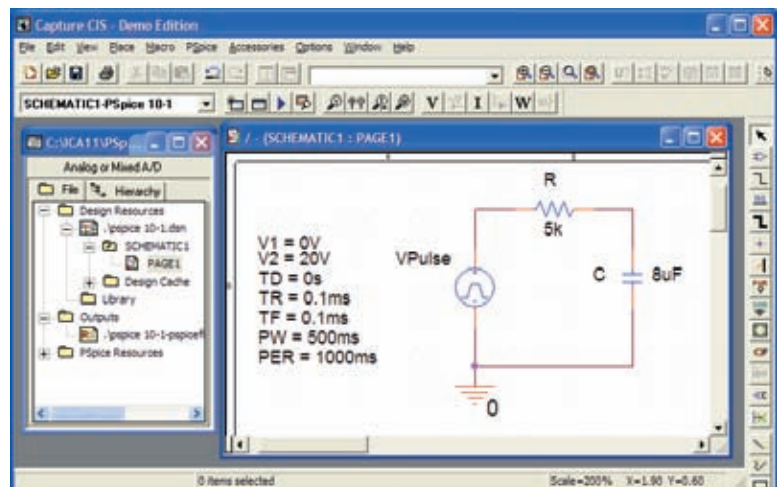 Capture CIS - Demo Edition
File Edit View Place Macro PSpice Accessories Options Window Help
SCHEMATIC1-PSpice 10-1
V I W
C:\ICA11\PSp...
/ - (SCHEMATIC1 : PAGE1)
Analog or Mixed A/D
File Hierarchy
Design Resources
.\pspice 10-1.dsn
SCHEMATIC1
PAGE1
Design Cache
Library
Outputs
.\pspice 10-1-pspicef
PSpice Resources
V1 = 0V
V2 = 20V
TD = 0s
TR = 0.1ms
TF = 0.1ms
PW = 500ms
PER = 1000ms
VPulse
R
5k
C
8uF
0
0 items selected
Scale=200% X=1.90 Y=0.60